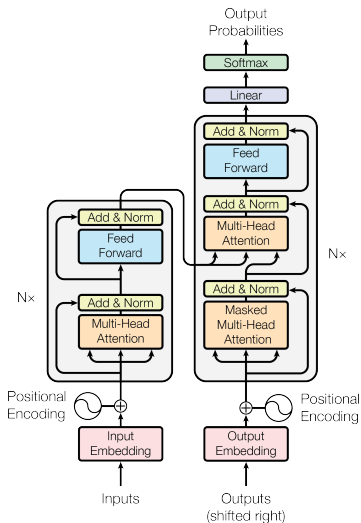 Output
Probabilities
Softmax
Linear
Add & Norm
Feed
Forward
Add & Norm
Multi-Head
Attention
Add & Norm
Masked
Multi-Head
Attention
N×
Add & Norm
Feed
Forward
Add & Norm
Multi-Head
Attention
N×
Positional
Encoding
Positional
Encoding
Input
Embedding
Output
Embedding
Inputs
Outputs
(shifted right)